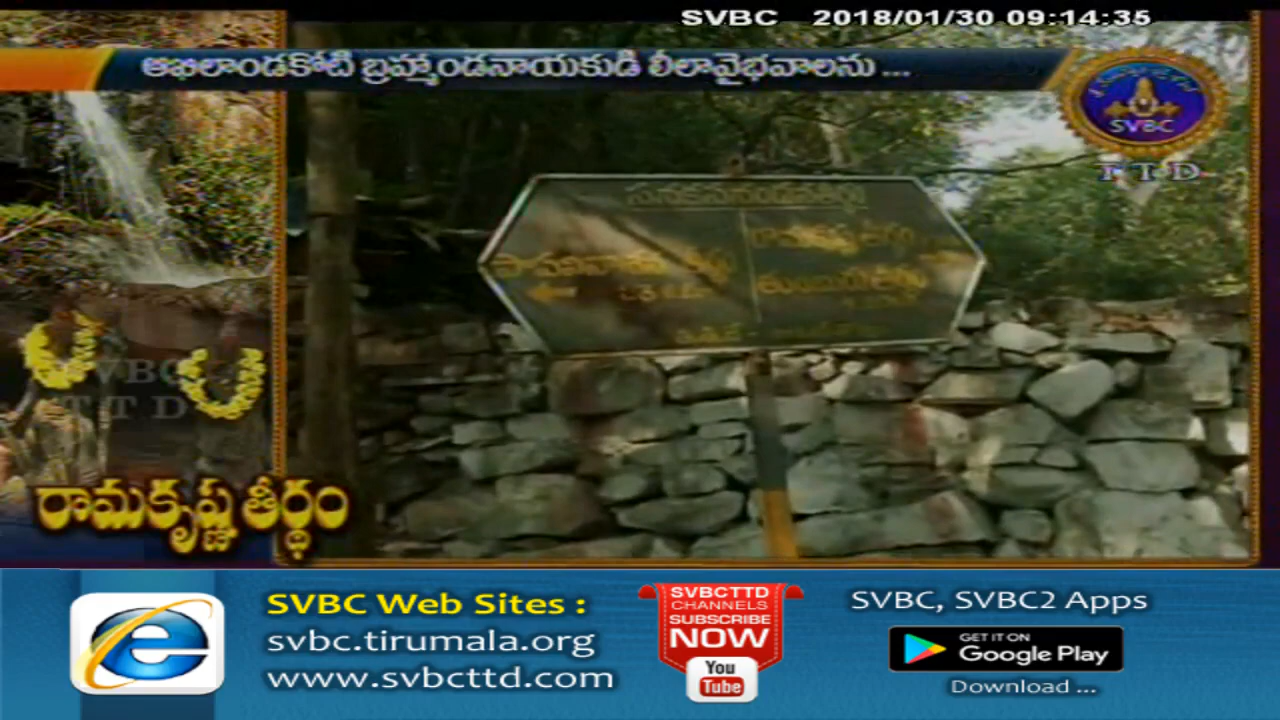 SVBC 2018/01/30 09:14:35
అఖిలాండకోటి బ్రహ్మాండనాయకుడి లీలావైభవాలను ...
SVBC
T T D
SVBC
T T D
రామకృష్ణ తీర్థం
SVBC Web Sites :
svbc.tirumala.org
www.svbcttd.com
SVBCTTD
CHANNELS
SUBSCRIBE
NOW
You
Tube
SVBC, SVBC2 Apps
GET IT ON
Google Play
Download ...